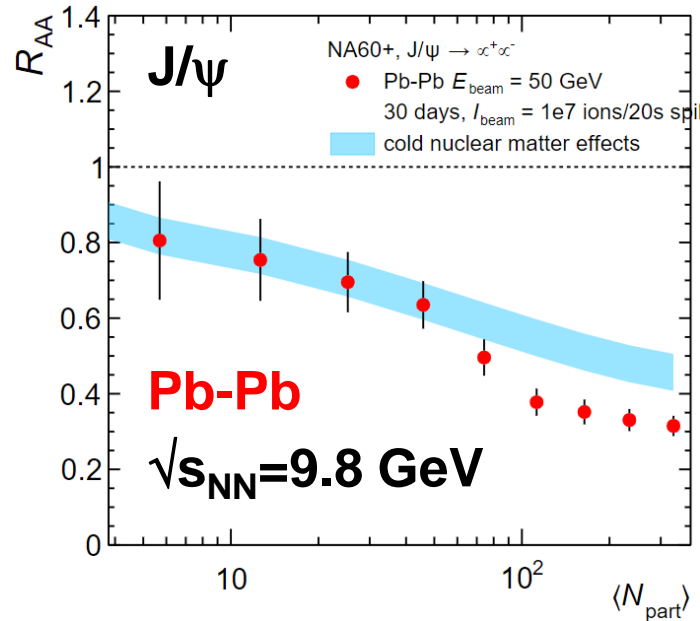 R_AA
1.4
1.2
1
0.8
0.6
0.4
0.2
0
J/ψ
NA60+, J/ψ → ∝⁺∝⁻
Pb-Pb E_beam = 50 GeV
30 days, I_beam = 1e7 ions/20s spil
cold nuclear matter effects
Pb-Pb
√s_NN=9.8 GeV
10
10²
⟨N_part⟩